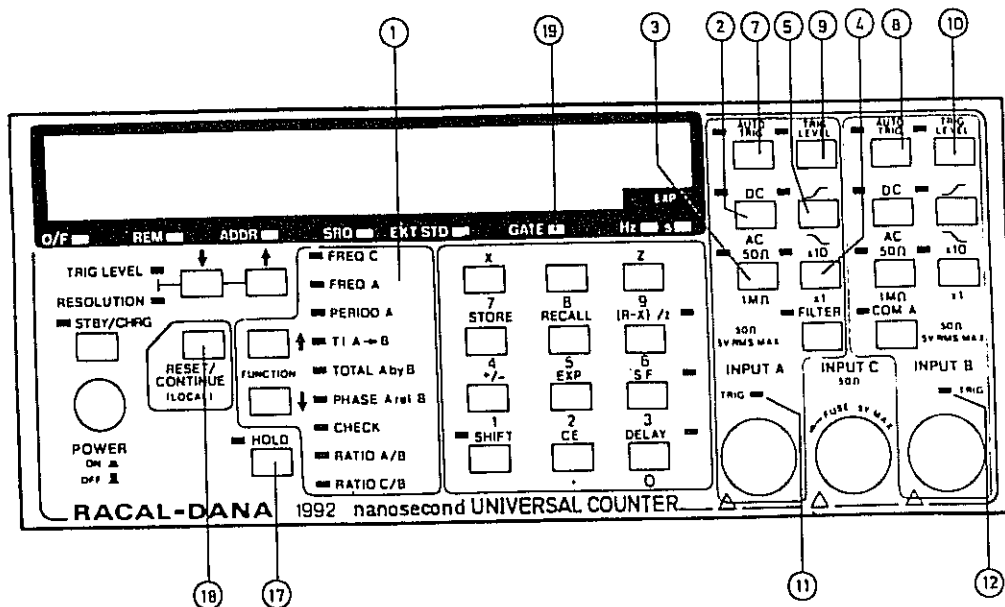 1 19 3 2 7 5 9 4 8 10
AUTO TRIG TRIG LEVEL AUTO TRIG TRIG LEVEL
EXP
DC DC
O/F REM ADDR SRQ EXT STD GATE Hz s
AC AC
50Ω x10 50Ω x10
1MΩ x1 1MΩ x1
FILTER COM A
50Ω
5V RMS MAX
50Ω
5V RMS MAX
INPUT A INPUT C INPUT B
50Ω
TRIG TRIG
FUSE 5V MAX
TRIG LEVEL
RESOLUTION
STBY/CHRG
RESET/
CONTINUE
(LOCAL)
FUNCTION
POWER
ON
OFF
HOLD
FREQ C
FREQ A
PERIOD A
TI A→B
TOTAL A by B
PHASE A rel B
CHECK
RATIO A/B
RATIO C/B
X Z
7 8 9
STORE RECALL (R-X)/Z
4 5 6
+/- EXP SF
1 2 3
SHIFT CE DELAY
. 0
RACAL-DANA 1992 nanosecond UNIVERSAL COUNTER
18 17 11 12